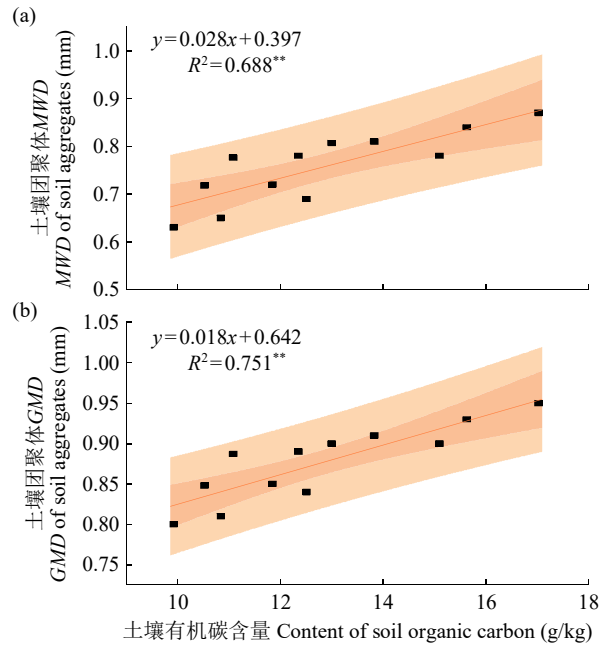 (a)
y=0.028x+0.397
R²=0.688**
1.0
0.9
0.8
0.7
0.6
0.5
土壤团聚体MWD
MWD of soil aggregates (mm)
(b)
y=0.018x+0.642
R²=0.751**
1.05
1.00
0.95
0.90
0.85
0.80
0.75
土壤团聚体GMD
GMD of soil aggregates (mm)
10 12 14 16 18
土壤有机碳含量 Content of soil organic carbon (g/kg)